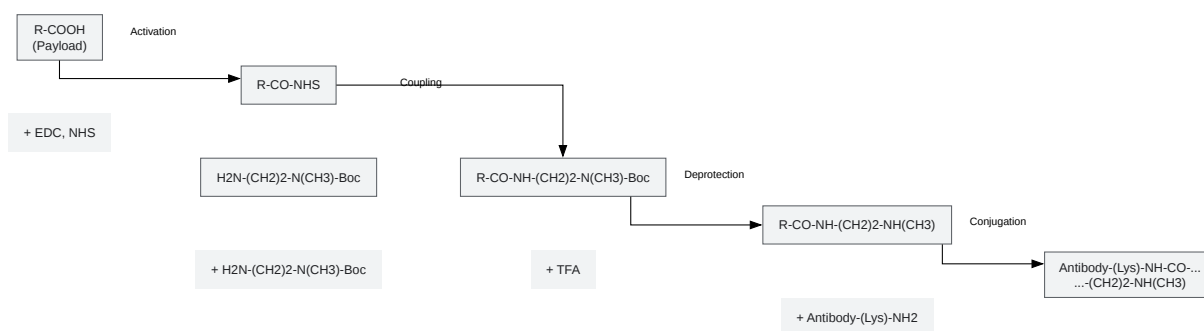 R-COOH
(Payload)
Activation
R-CO-NHS
Coupling
+ EDC, NHS
H2N-(CH2)2-N(CH3)-Boc
R-CO-NH-(CH2)2-N(CH3)-Boc
Deprotection
R-CO-NH-(CH2)2-NH(CH3)
Conjugation
+ H2N-(CH2)2-N(CH3)-Boc
+ TFA
Antibody-(Lys)-NH-CO-...
...-(CH2)2-NH(CH3)
+ Antibody-(Lys)-NH2